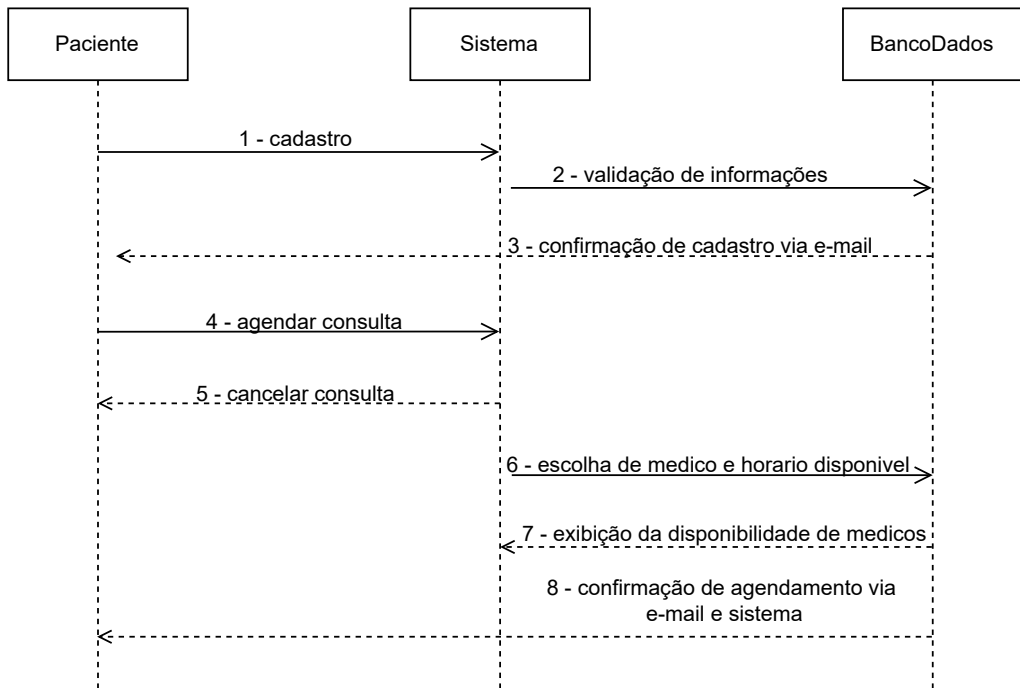 Paciente
Sistema
BancoDados
1 - cadastro
2 - validação de informações
3 - confirmação de cadastro via e-mail
4 - agendar consulta
5 - cancelar consulta
6 - escolha de medico e horario disponivel
7 - exibição da disponibilidade de medicos
8 - confirmação de agendamento via
e-mail e sistema